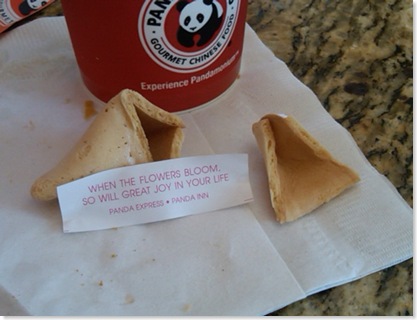 PANDA
GOURMET CHINESE FOOD
Experience Pandamonium
WHEN THE FLOWERS BLOOM,
SO WILL GREAT JOY IN YOUR LIFE
PANDA EXPRESS • PANDA INN